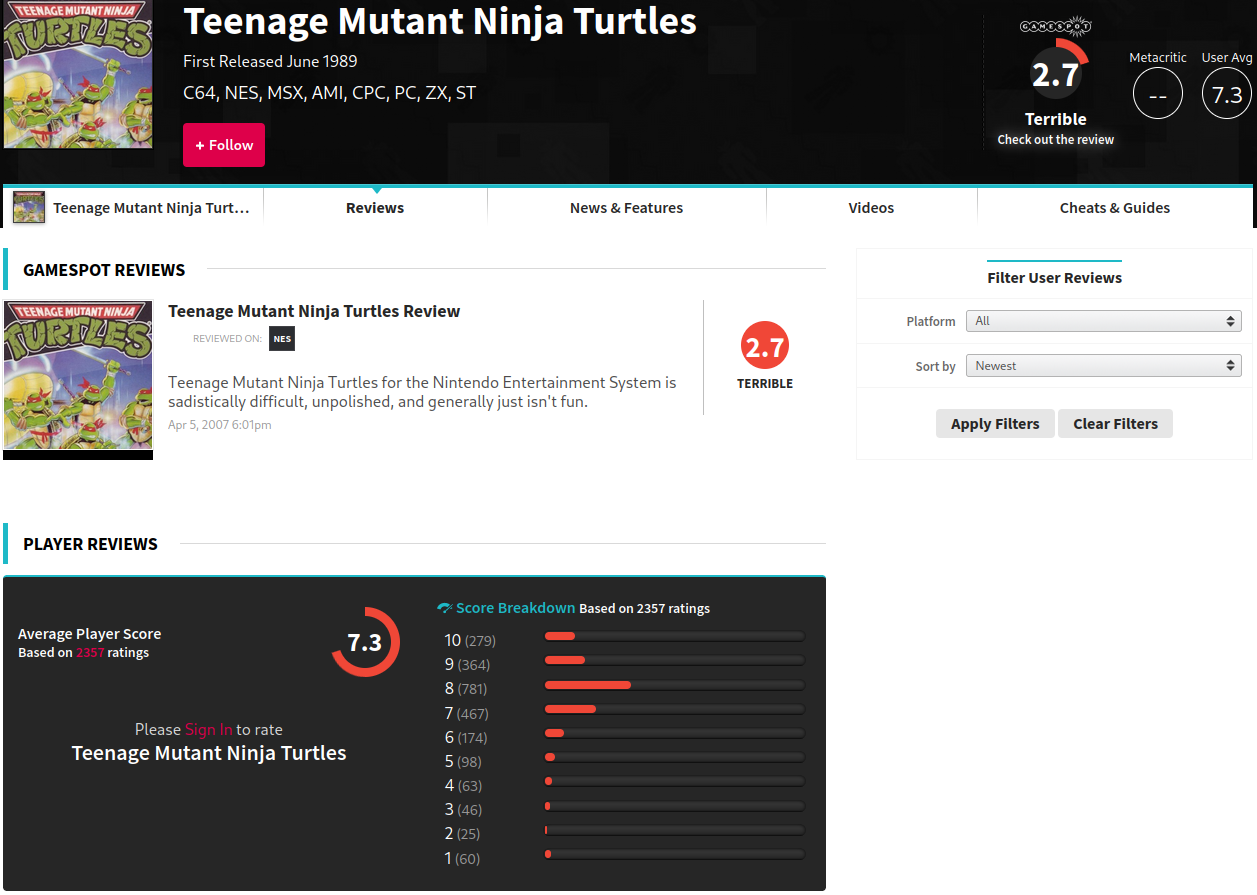 TEENAGE MUTANT NINJA
TURTLES
Teenage Mutant Ninja Turtles
First Released June 1989
C64, NES, MSX, AMI, CPC, PC, ZX, ST
+ Follow
GAMESPOT
2.7
Terrible
Check out the review
Metacritic
--
User Avg
7.3
Teenage Mutant Ninja Turt...
Reviews
News & Features
Videos
Cheats & Guides
GAMESPOT REVIEWS
TEENAGE MUTANT NINJA
TURTLES
Teenage Mutant Ninja Turtles Review
REVIEWED ON: NES
Teenage Mutant Ninja Turtles for the Nintendo Entertainment System is
sadistically difficult, unpolished, and generally just isn't fun.
Apr 5, 2007 6:01pm
2.7
TERRIBLE
Filter User Reviews
Platform All
Sort by Newest
Apply Filters Clear Filters
PLAYER REVIEWS
Average Player Score
Based on 2357 ratings
7.3
Please Sign In to rate
Teenage Mutant Ninja Turtles
Score Breakdown Based on 2357 ratings
10 (279)
9 (364)
8 (781)
7 (467)
6 (174)
5 (98)
4 (63)
3 (46)
2 (25)
1 (60)